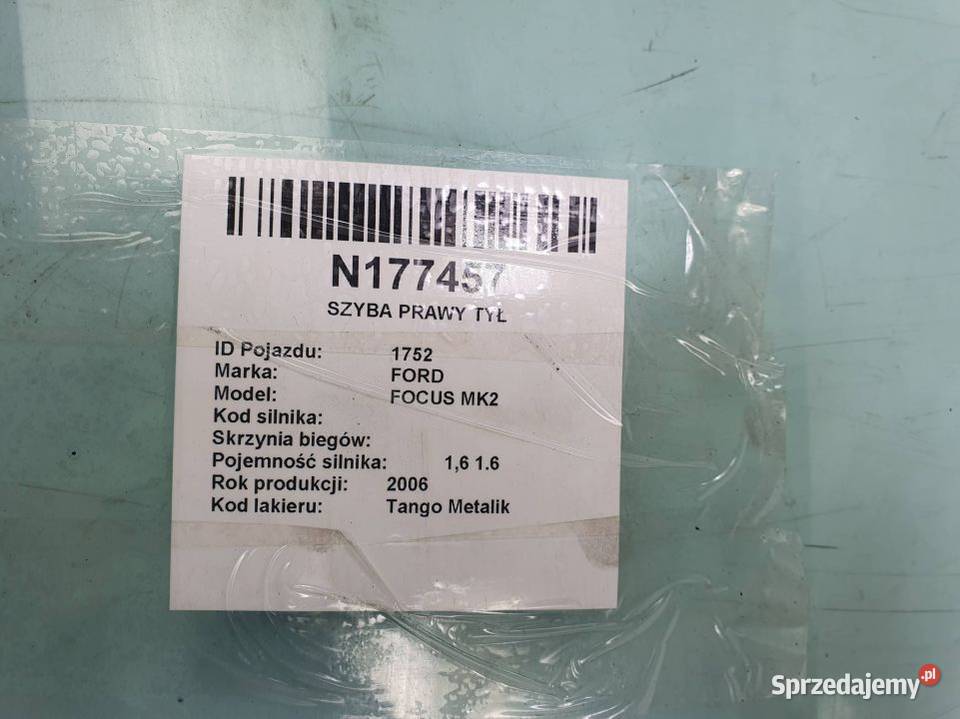 N177457
SZYBA PRAWY TYŁ
ID Pojazdu: 1752
Marka: FORD
Model: FOCUS MK2
Kod silnika:
Skrzynia biegów:
Pojemność silnika: 1,6 1.6
Rok produkcji: 2006
Kod lakieru: Tango Metalik
Sprzedajemy.pl